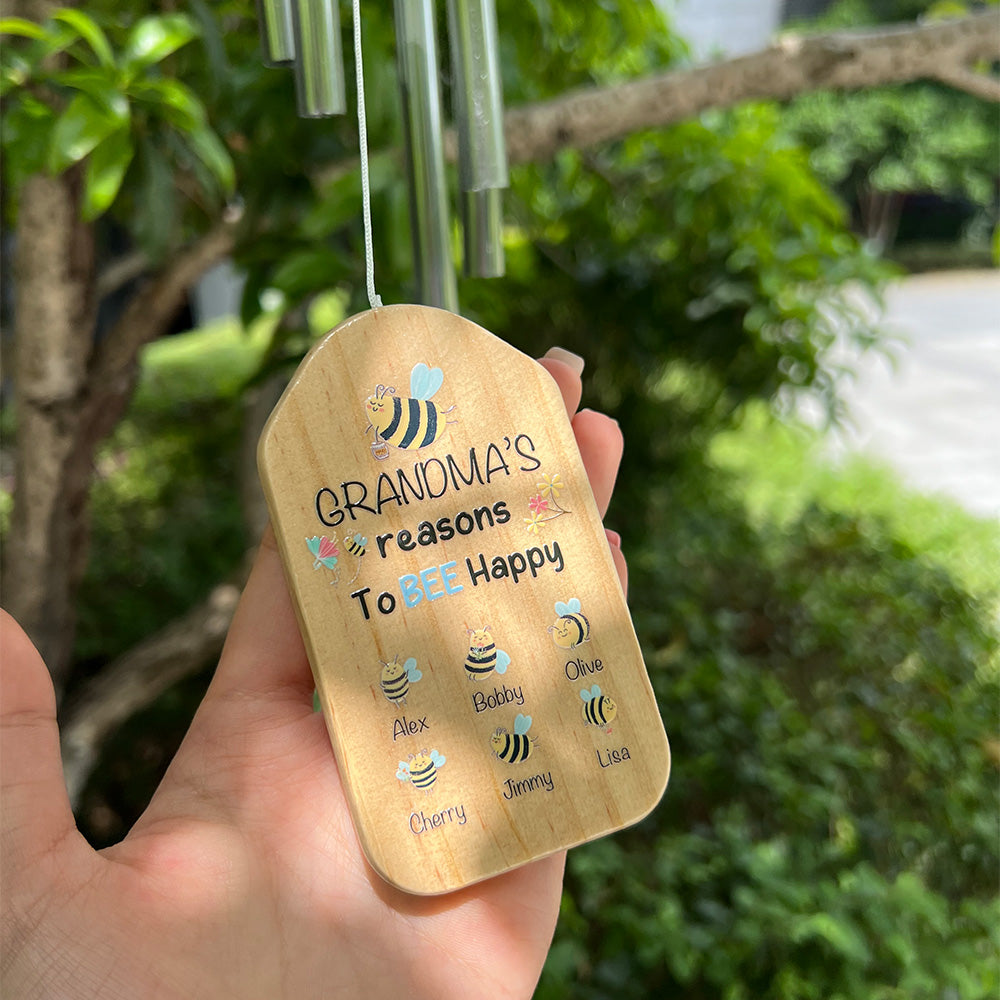 GRANDMA'S
reasons
To BEE Happy
Alex Bobby Olive
Cherry Jimmy Lisa